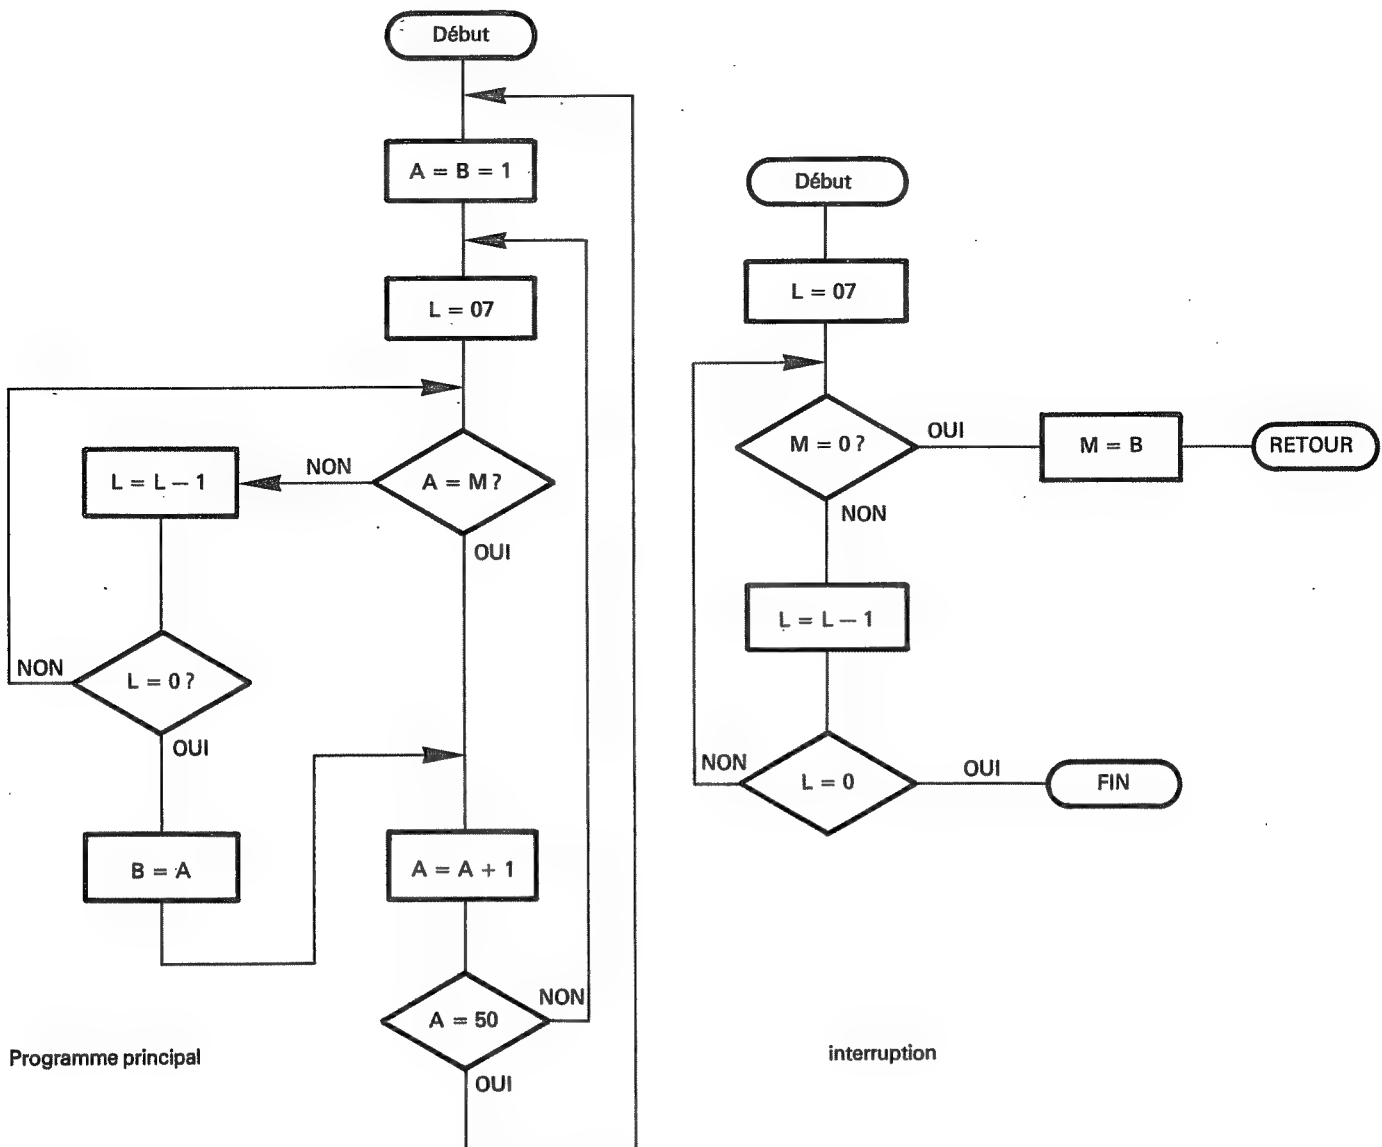 Début
A = B = 1
L = 07
A = M ?
NON
L = L – 1
OUI
L = 0 ?
NON
OUI
B = A
A = A + 1
A = 50
NON
OUI
Programme principal
Début
L = 07
M = 0 ?
OUI
M = B
RETOUR
NON
L = L – 1
L = 0
NON
OUI
FIN
interruption